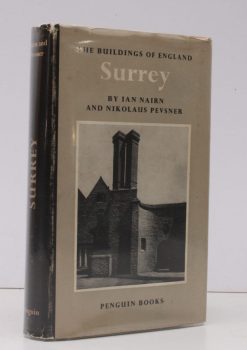 THE BUILDINGS OF ENGLAND
Surrey
BY IAN NAIRN
AND NIKOLAUS PEVSNER
PENGUIN BOOKS
SURREY